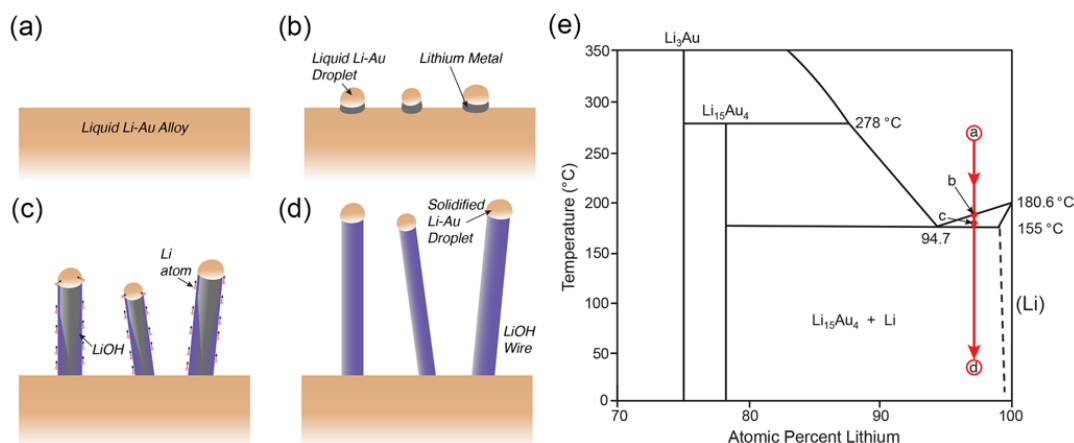 (a)
Liquid Li-Au Alloy
(b)
Liquid Li-Au
Droplet
Lithium Metal
(c)
Li
atom
LiOH
(d)
Solidified
Li-Au
Droplet
LiOH
Wire
(e)
Li₃Au
350
300
250
200
150
100
50
0
Temperature (°C)
Li₁₅Au₄
278 °C
a
b
c
180.6 °C
155 °C
94.7
(Li)
Li₁₅Au₄ + Li
d
70
80
90
100
Atomic Percent Lithium